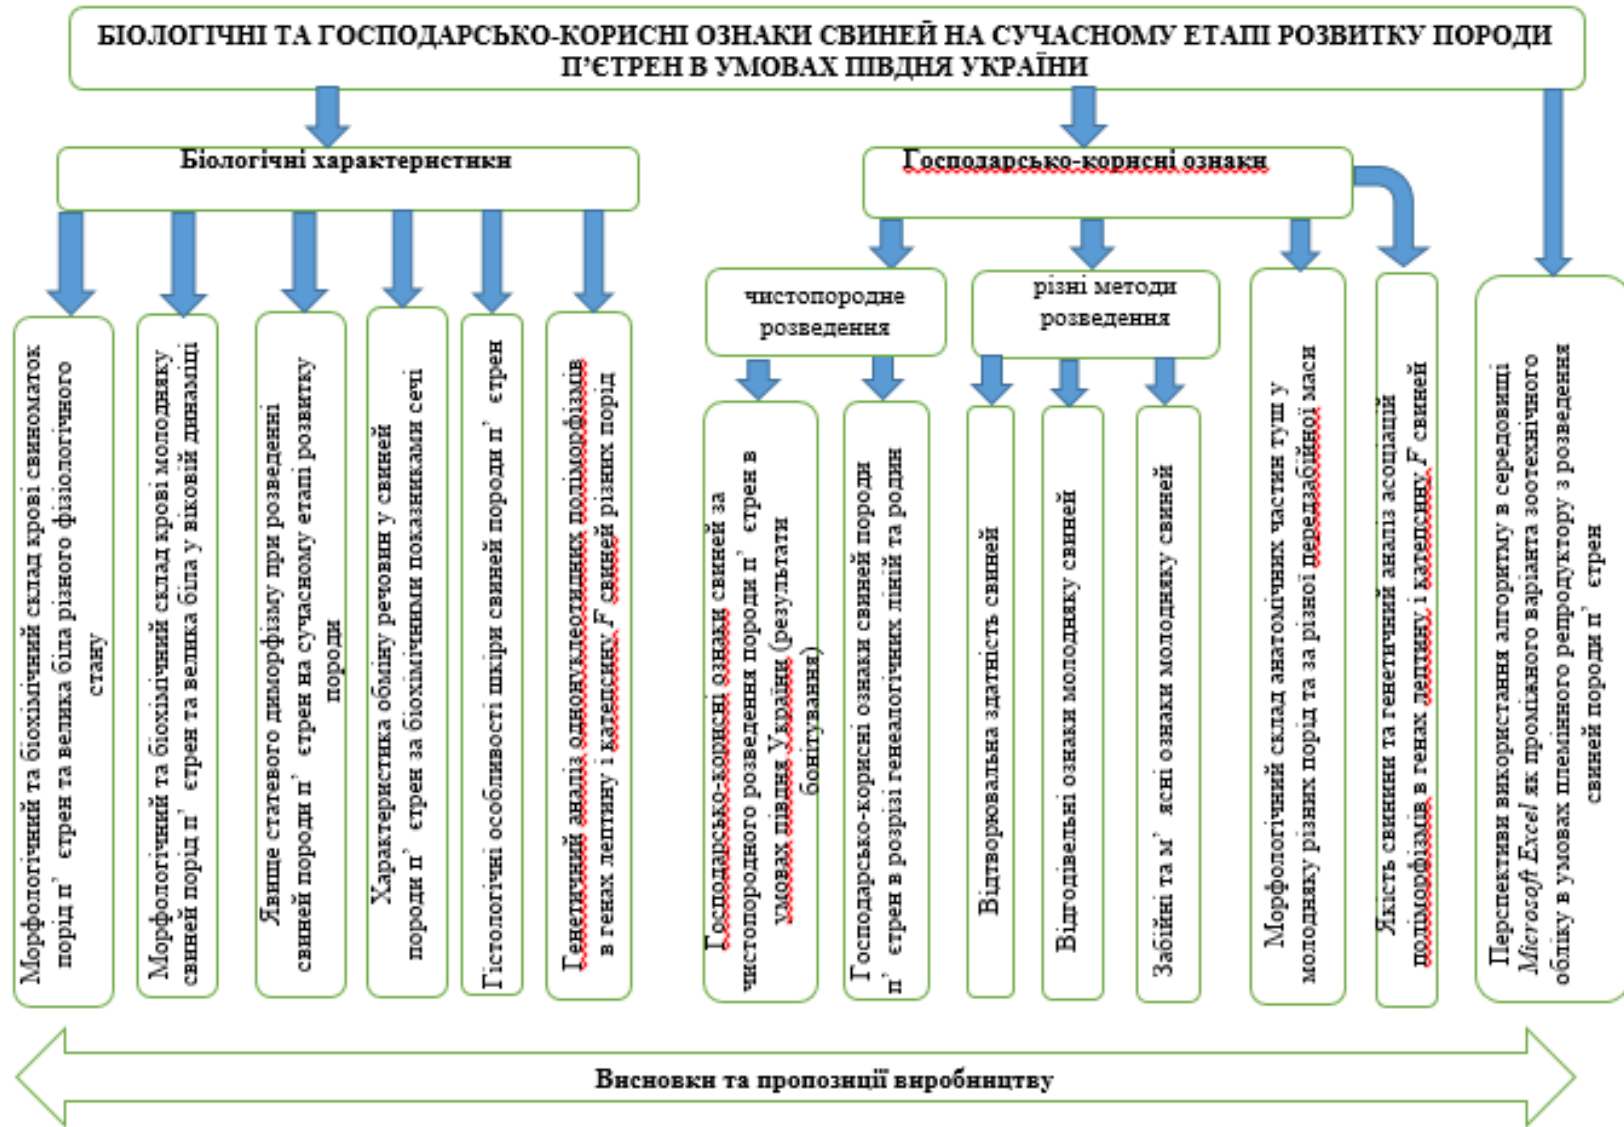 БІОЛОГІЧНІ ТА ГОСПОДАРСЬКО-КОРИСНІ ОЗНАКИ СВИНЕЙ НА СУЧАСНОМУ ЕТАПІ РОЗВИТКУ ПОРОДИ
П’ЄТРЕН В УМОВАХ ПІВДНЯ УКРАЇНИ
Біологічні характеристики
Господарсько-корисні ознаки
чистопородне
розведення
різні методи
розведення
Морфологічний та біохімічний склад крові свиноматок
порід п’єтрен та велика біла різного фізіологічного
стану
Морфологічний та біохімічний склад крові молодняку
свиней порід п’єтрен та велика біла у віковій динаміці
Явище статевого диморфізму при розведенні
свиней породи п’єтрен на сучасному етапі розвитку
породи
Характеристика обміну речовин у свиней
породи п’єтрен за біохімічними показниками сечі
Гістологічні особливості шкіри свиней породи п’єтрен
Генетичний аналіз однонуклеотидних поліморфізмів
в генах лептину і катепсину F свиней різних порід
Господарсько-корисні ознаки свиней за
чистопородного розведення породи п’єтрен в
умовах півдня України (результати
бонітування)
Господарсько-корисні ознаки свиней породи
п’єтрен в розрізі генеалогічних ліній та родин
Відтворювальна здатність свиней
Відгодівельні ознаки молодняку свиней
Забійні та м’ясні ознаки молодняку свиней
Морфологічний склад анатомічних частин туш у
молодняку різних порід та за різної передзабійної маси
Якість свинини та генетичний аналіз асоціацій
поліморфізмів в генах лептину і катепсину F свиней
Перспективи використання алгоритму в середовищі
Microsoft Excel як проміжного варіанта зоотехнічного
обліку в умовах племінного репродуктору з розведення
свиней породи п’єтрен
Висновки та пропозиції виробництву